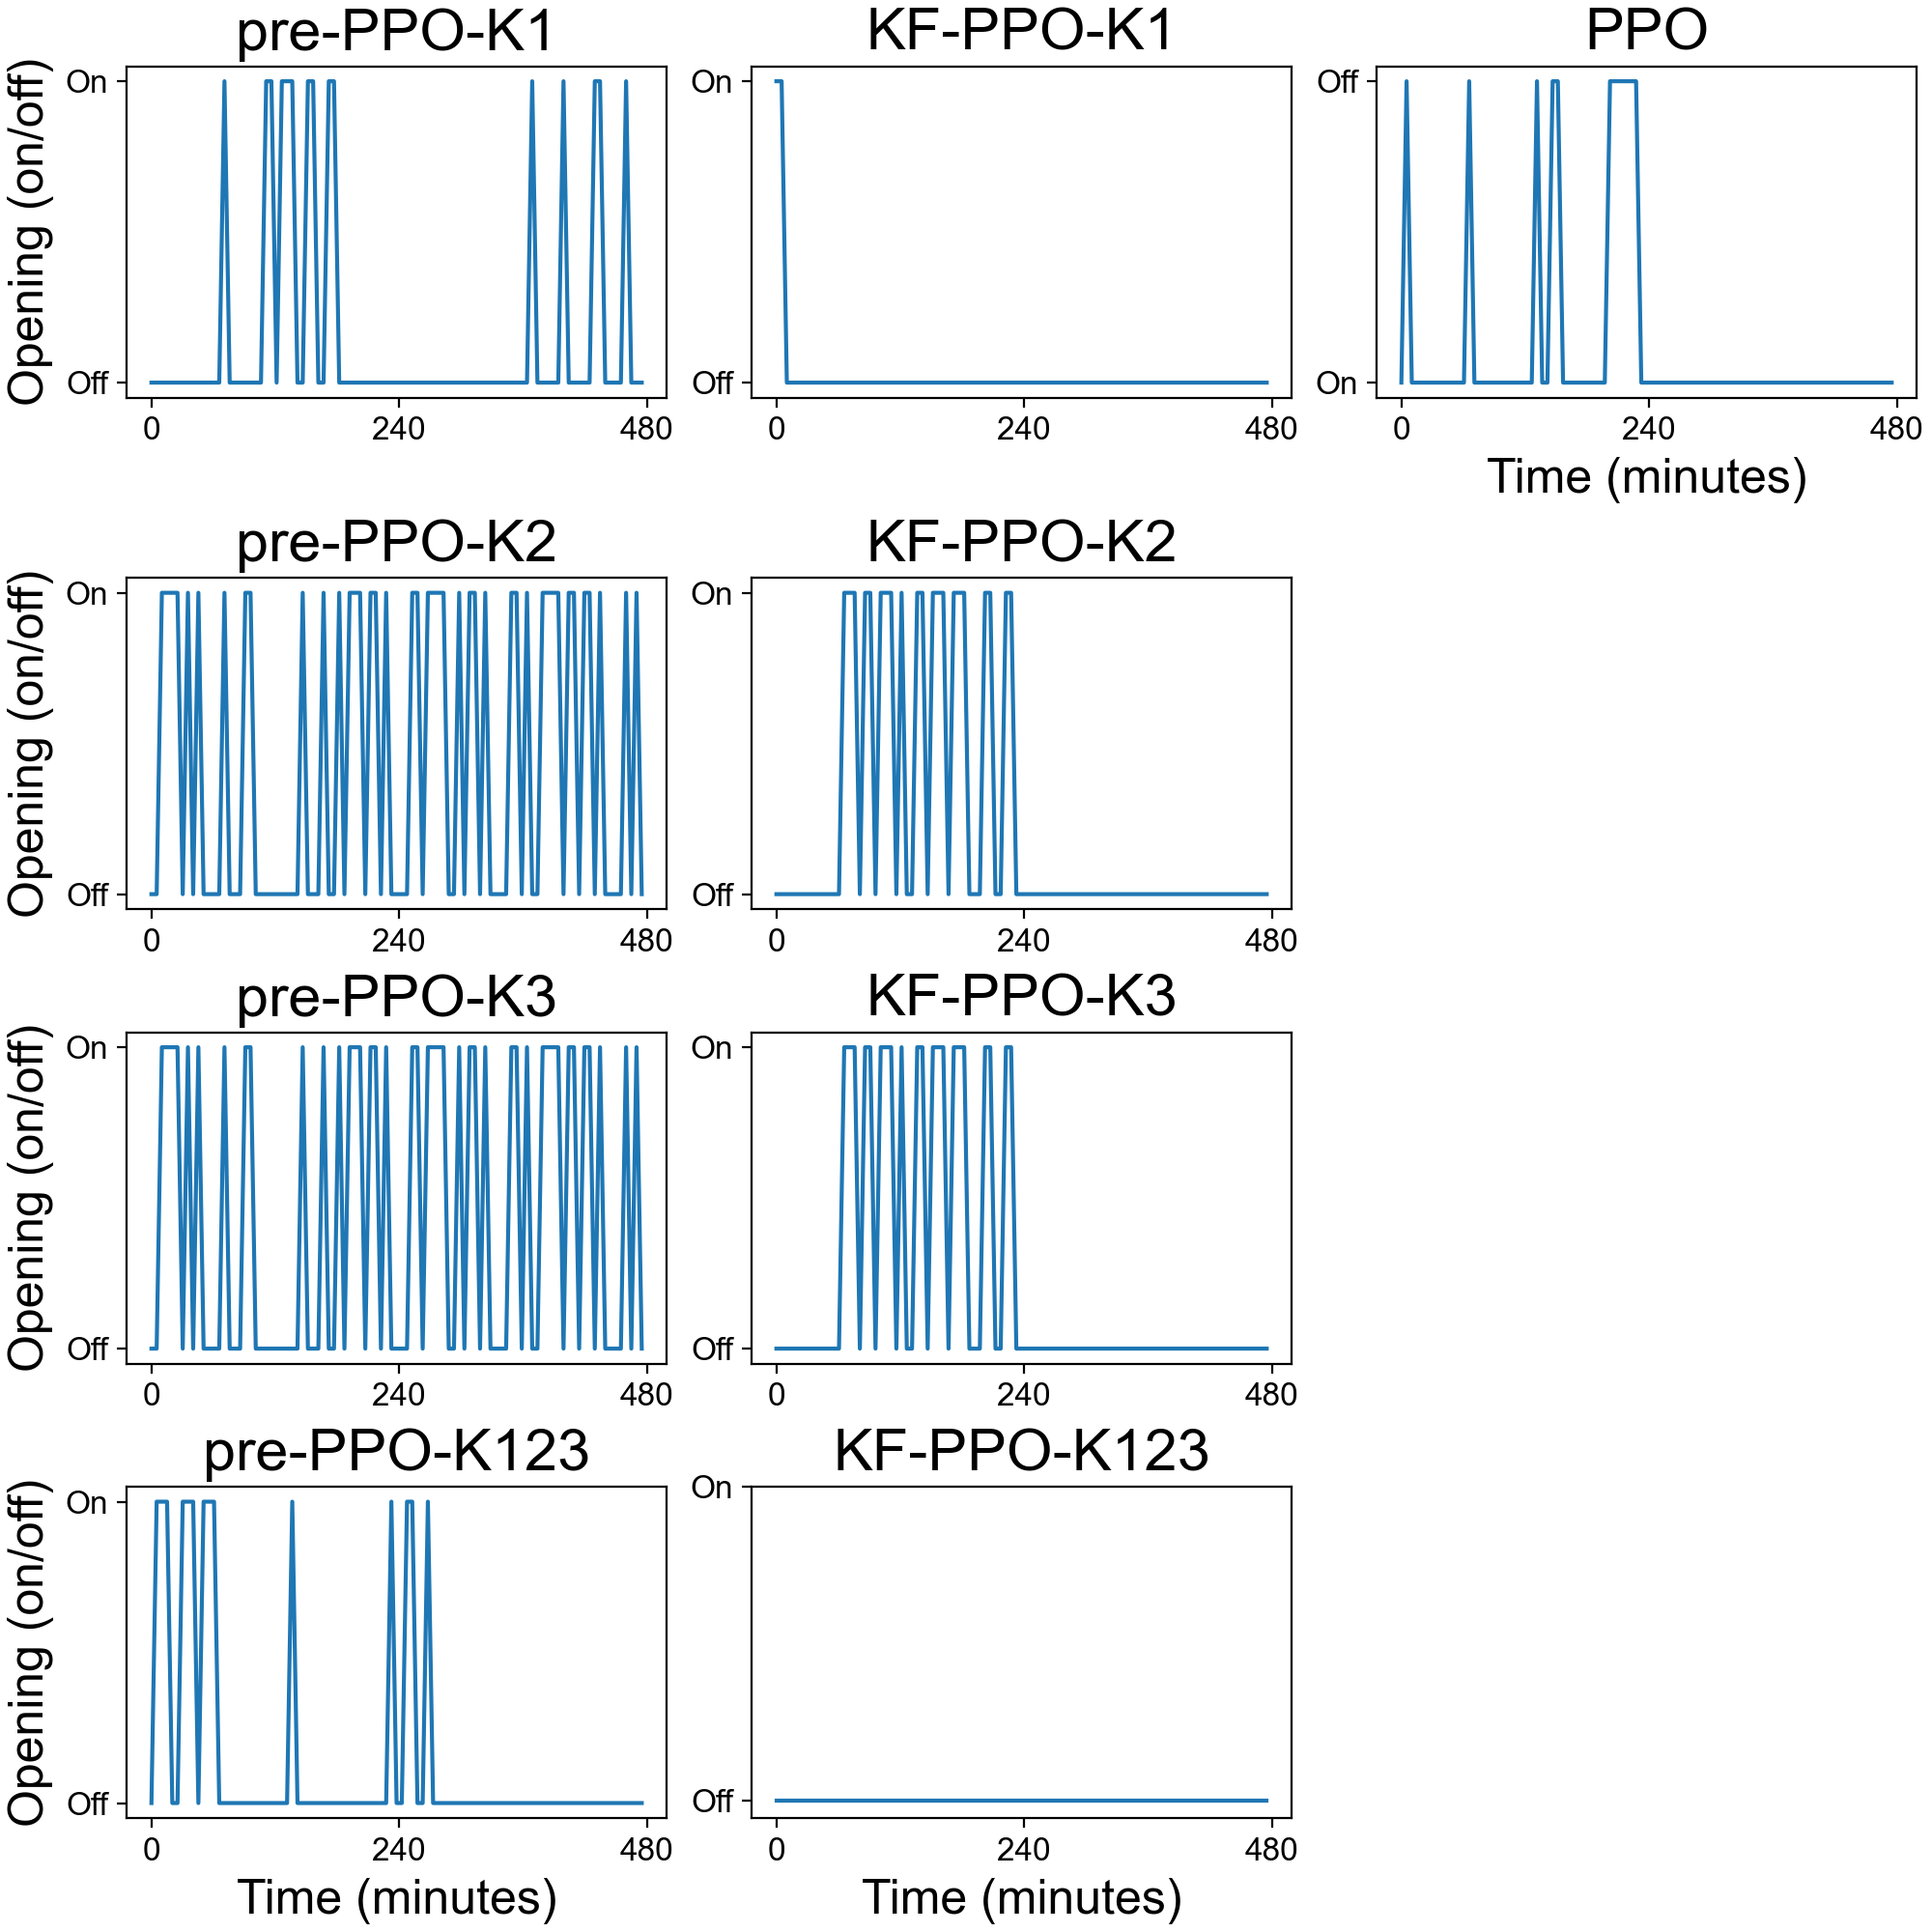 pre-PPO-K1
KF-PPO-K1
PPO
Opening (on/off)
On
Off
0 240 480
On
Off
0 240 480
Off
On
0 240 480
Time (minutes)
pre-PPO-K2
KF-PPO-K2
Opening (on/off)
On
Off
0 240 480
On
Off
0 240 480
pre-PPO-K3
KF-PPO-K3
Opening (on/off)
On
Off
0 240 480
On
Off
0 240 480
pre-PPO-K123
KF-PPO-K123
Opening (on/off)
On
Off
0 240 480
Time (minutes)
On
Off
0 240 480
Time (minutes)